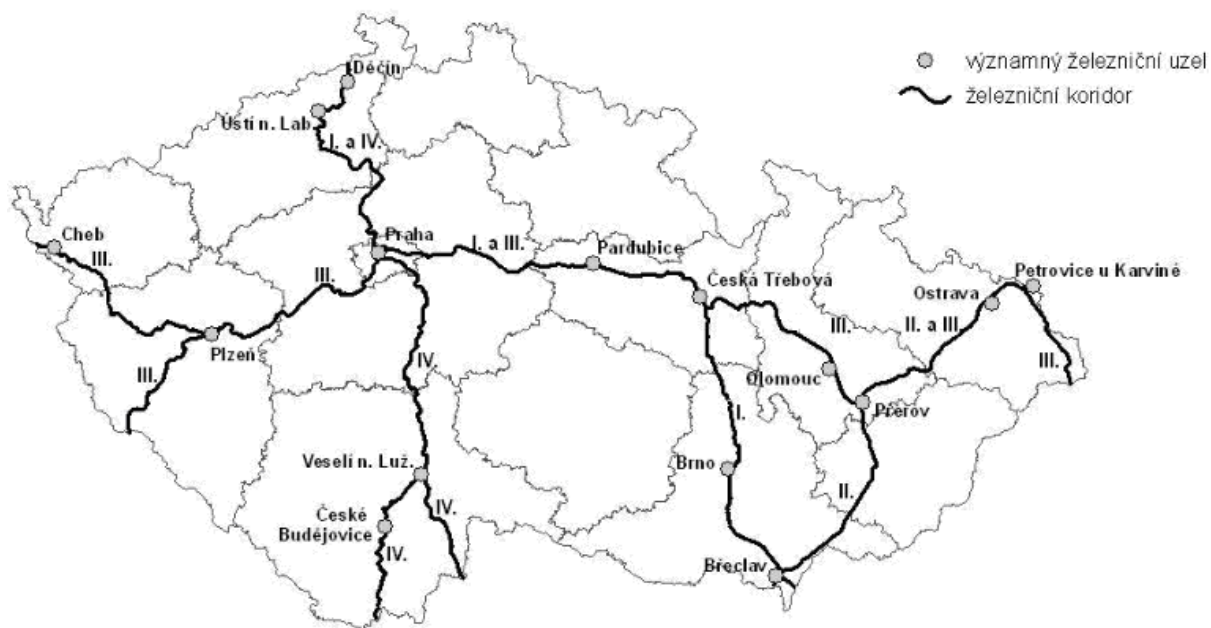 významný železniční uzel
železniční koridor
Děčín
Ústí n. Lab
I. a IV.
Cheb
III.
Praha
I. a III.
Pardubice
III.
Česká Třebová
Petrovice u Karviné
Ostrava
III.
II. a III.
Plzeň
III.
IV.
Olomouc
III.
Přerov
I.
Veselí n. Luž.
Brno
II.
IV.
České
Budějovice
IV.
Břeclav